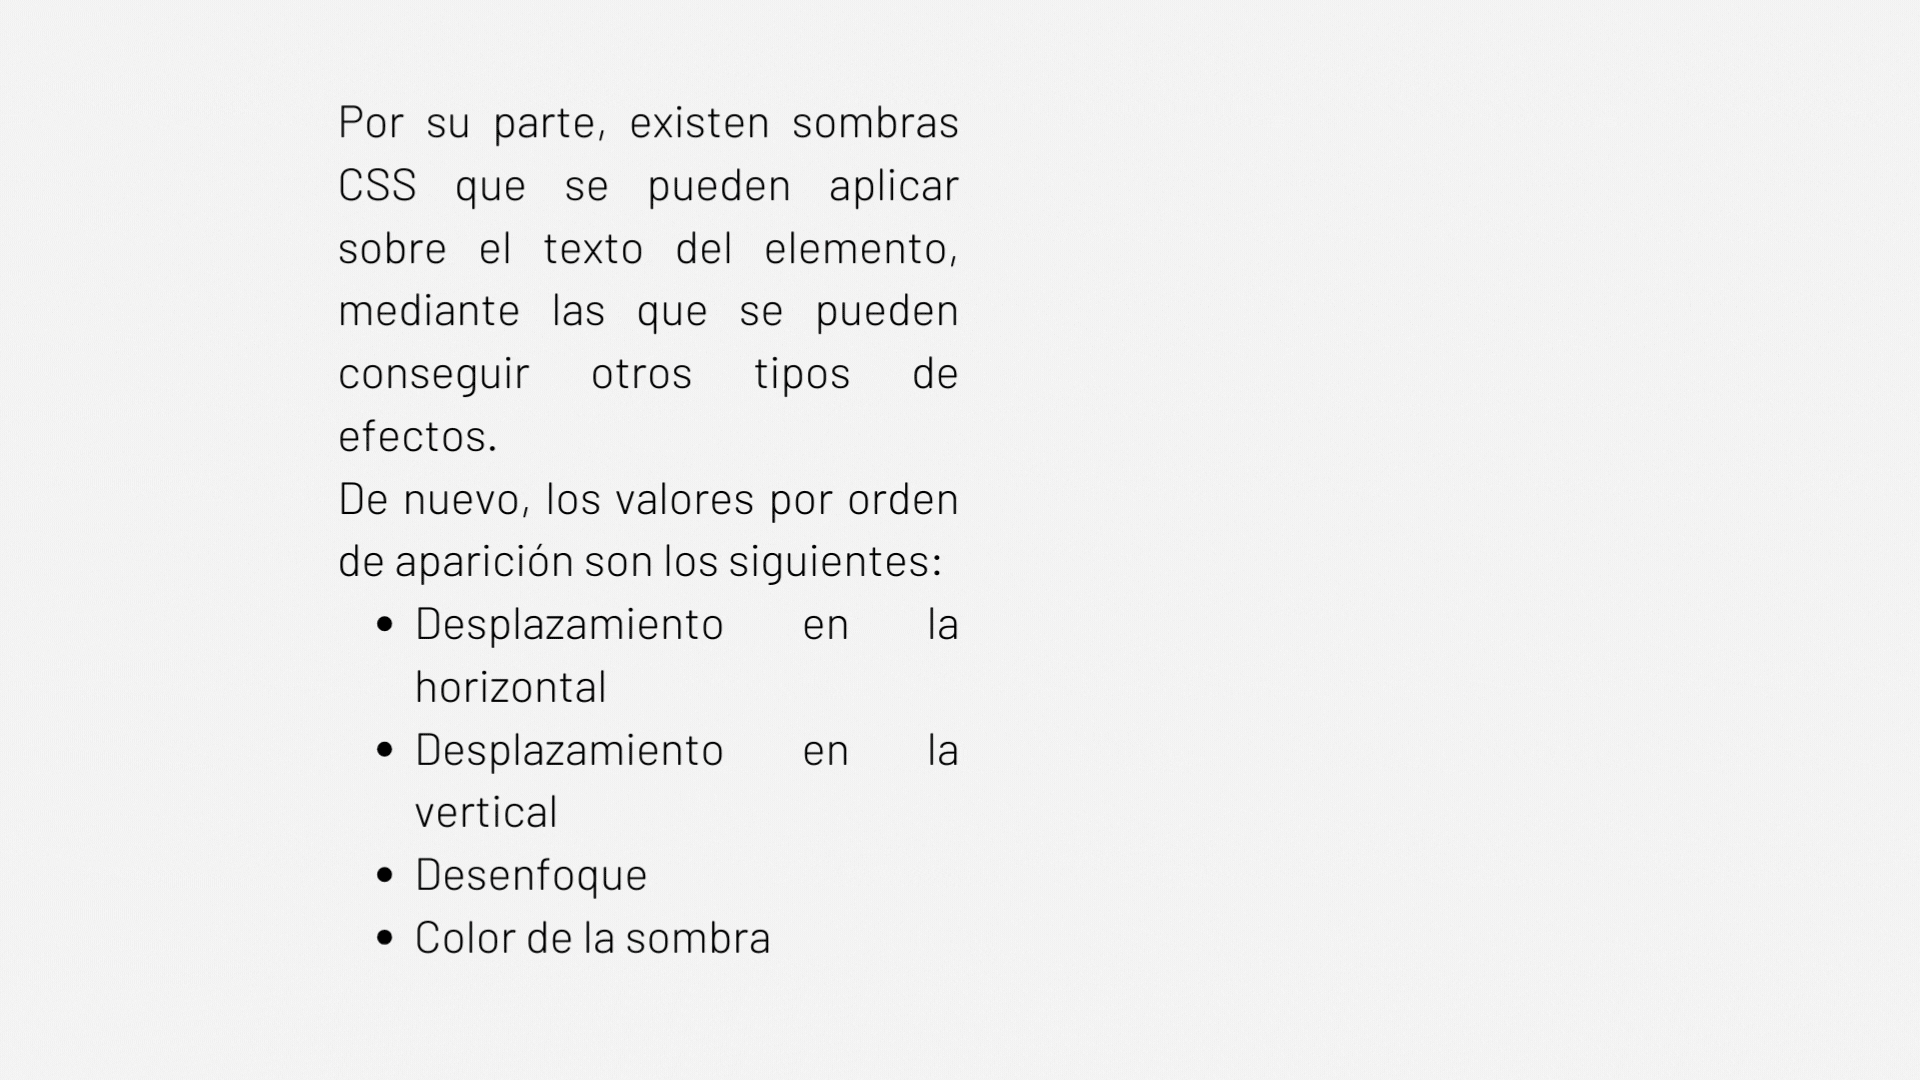 Por su parte, existen sombras
CSS que se pueden aplicar
sobre el texto del elemento,
mediante las que se pueden
conseguir otros tipos de
efectos.
De nuevo, los valores por orden
de aparición son los siguientes:
• Desplazamiento en la
horizontal
• Desplazamiento en la
vertical
• Desenfoque
• Color de la sombra